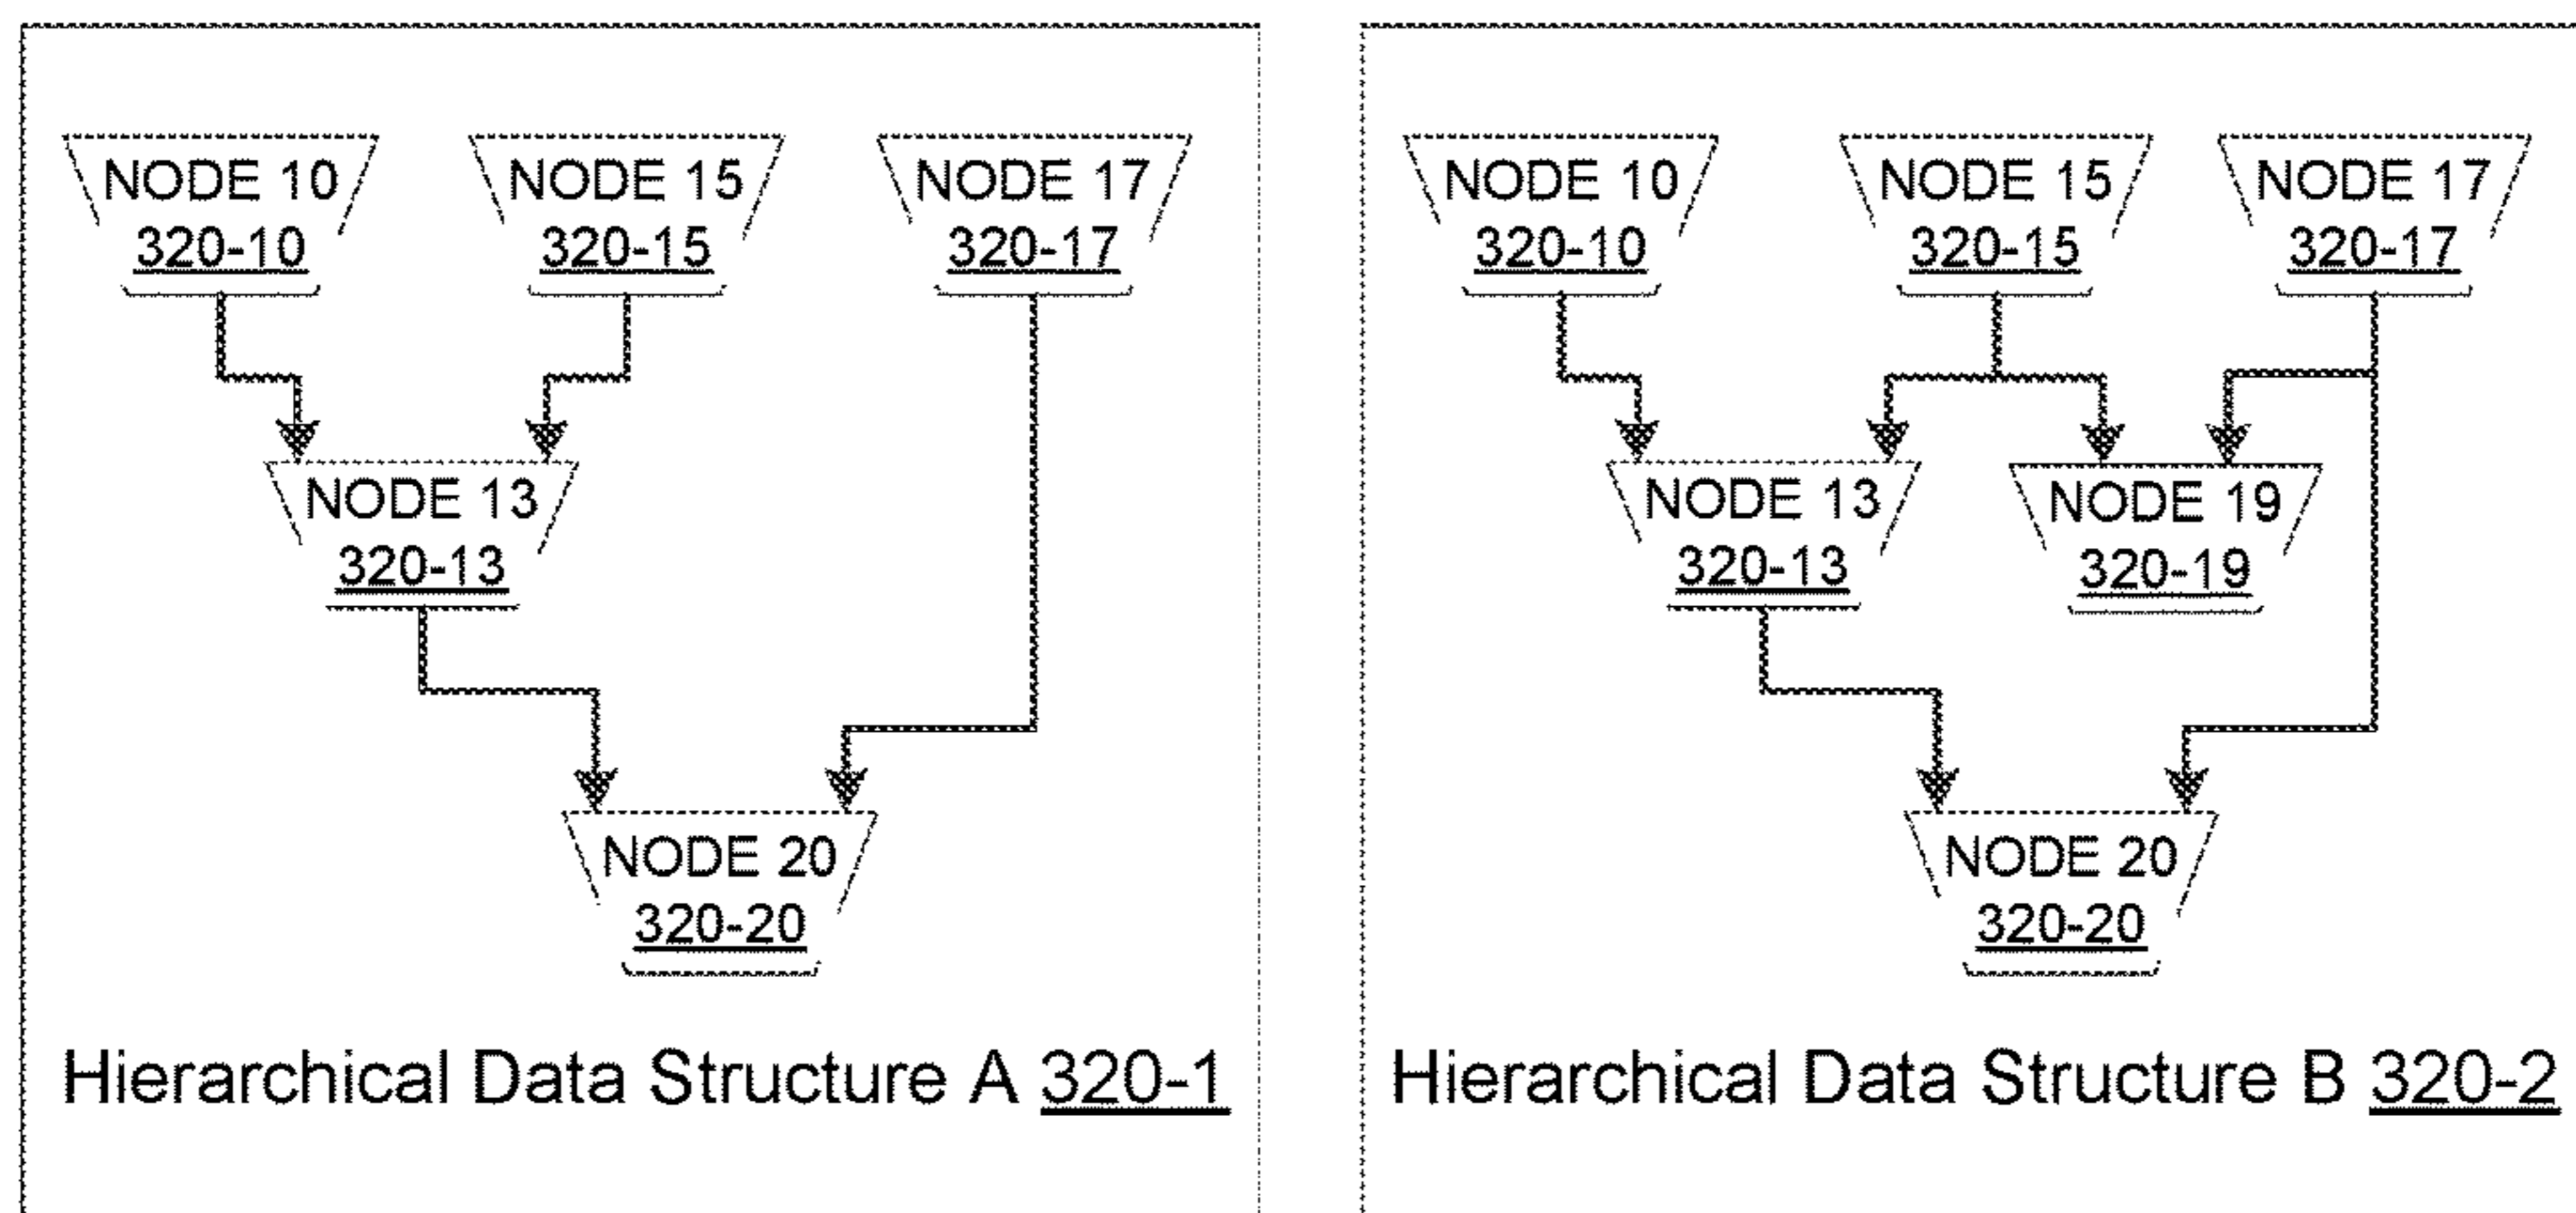 NODE 10
320-10
NODE 15
320-15
NODE 17
320-17
NODE 13
320-13
NODE 20
320-20
Hierarchical Data Structure A 320-1
NODE 10
320-10
NODE 15
320-15
NODE 17
320-17
NODE 13
320-13
NODE 19
320-19
NODE 20
320-20
Hierarchical Data Structure B 320-2